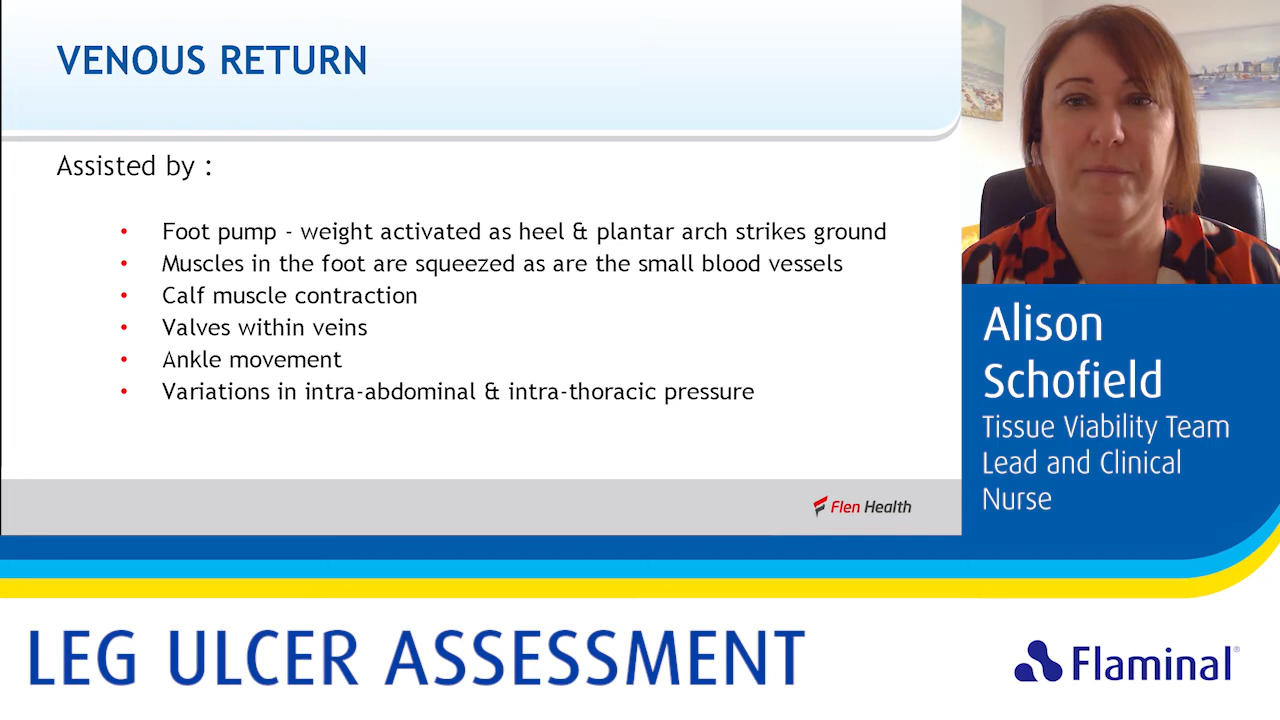 VENOUS RETURN
Assisted by :
• Foot pump - weight activated as heel & plantar arch strikes ground
• Muscles in the foot are squeezed as are the small blood vessels
• Calf muscle contraction
• Valves within veins
• Ankle movement
• Variations in intra-abdominal & intra-thoracic pressure
Flen Health
Alison
Schofield
Tissue Viability Team
Lead and Clinical
Nurse
LEG ULCER ASSESSMENT
Flaminal®